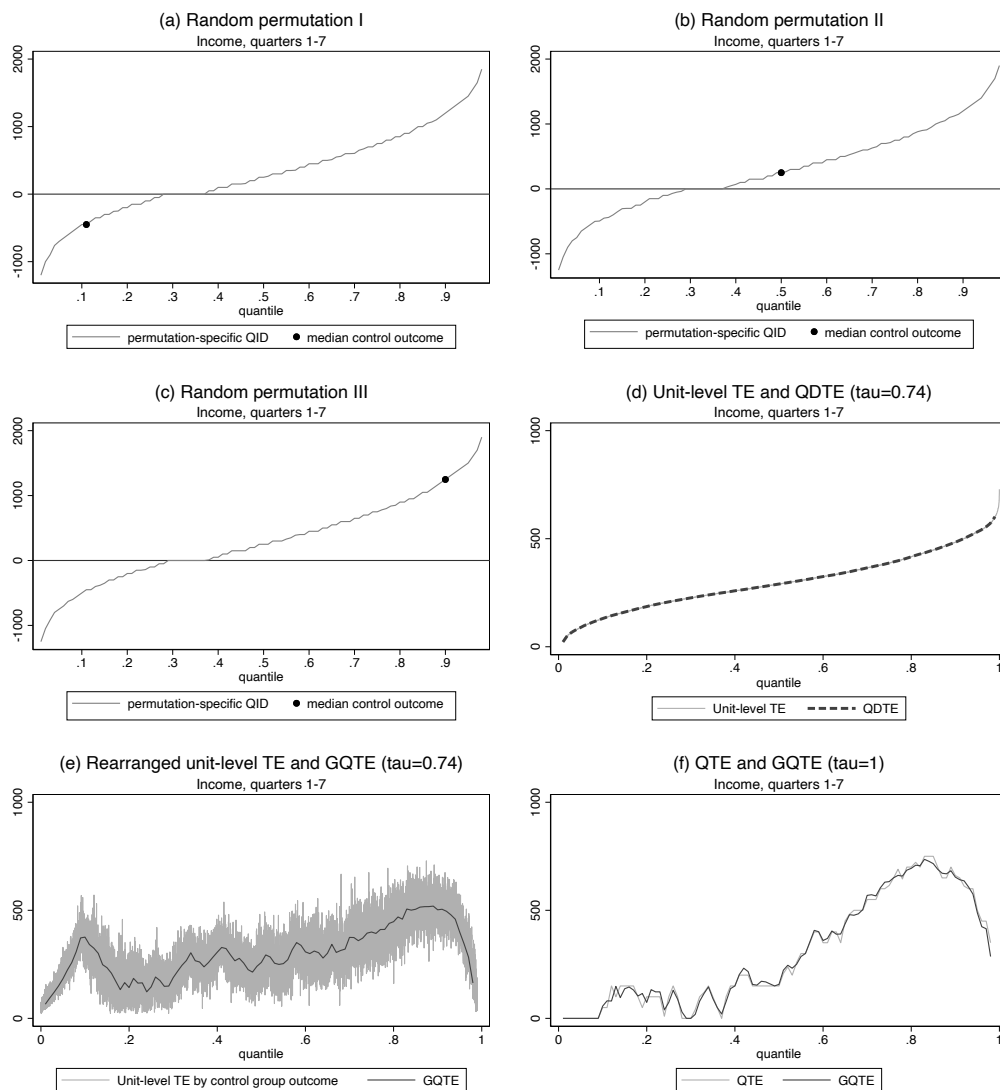 (a) Random permutation I
Income, quarters 1-7
2000
1000
0
-1000
.1 .2 .3 .4 .5 .6 .7 .8 .9
quantile
permutation-specific QID median control outcome
(b) Random permutation II
Income, quarters 1-7
2000
1000
0
-1000
.1 .2 .3 .4 .5 .6 .7 .8 .9
quantile
permutation-specific QID median control outcome
(c) Random permutation III
Income, quarters 1-7
2000
1000
0
-1000
.1 .2 .3 .4 .5 .6 .7 .8 .9
quantile
permutation-specific QID median control outcome
(d) Unit-level TE and QDTE (tau=0.74)
Income, quarters 1-7
1000
500
0
0 .2 .4 .6 .8 1
quantile
Unit-level TE QDTE
(e) Rearranged unit-level TE and GQTE (tau=0.74)
Income, quarters 1-7
1000
500
0
0 .2 .4 .6 .8 1
quantile
Unit-level TE by control group outcome GQTE
(f) QTE and GQTE (tau=1)
Income, quarters 1-7
1000
500
0
0 .2 .4 .6 .8 1
quantile
QTE GQTE